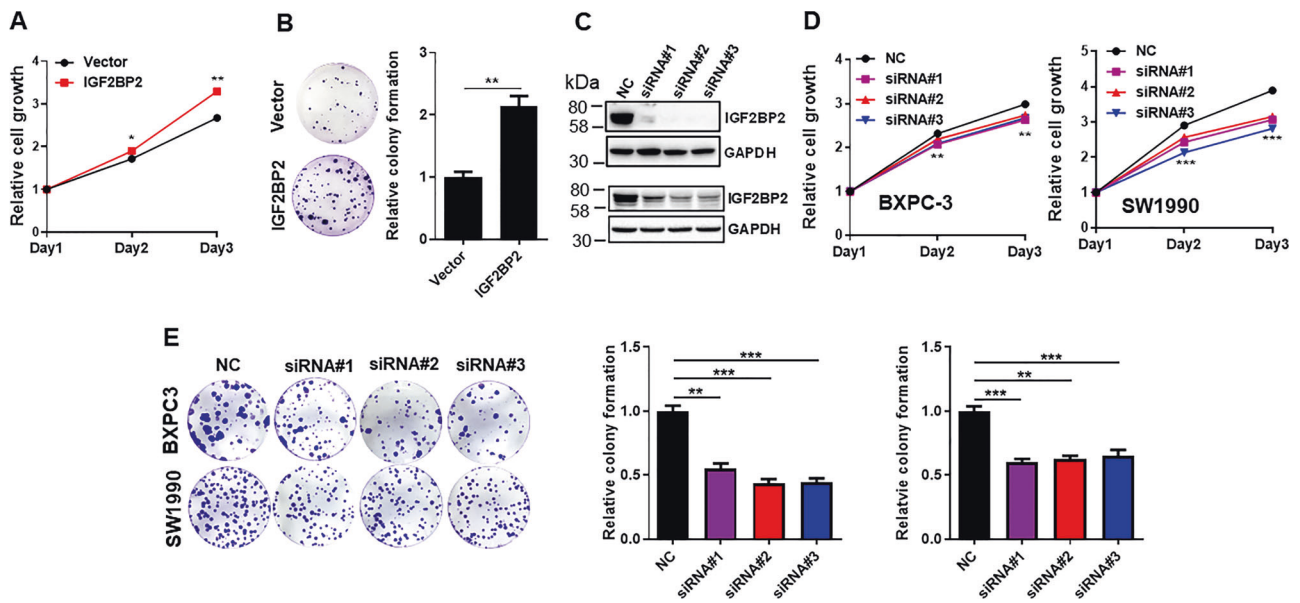 A
Relative cell growth
4
3
2
1
0
Vector
IGF2BP2
*
**
Day1 Day2 Day3
B
Vector
IGF2BP2
Relative colony formation
3
2
1
0
**
Vector
IGF2BP2
C
kDa
NC
siRNA#1
siRNA#2
siRNA#3
80
58
IGF2BP2
30
GAPDH
80
58
IGF2BP2
30
GAPDH
D
Relative cell growth
5
4
3
2
1
0
NC
siRNA#1
siRNA#2
siRNA#3
**
**
BXPC-3
Day1 Day2 Day3
Relative cell growth
5
4
3
2
1
0
NC
siRNA#1
siRNA#2
siRNA#3
***
***
SW1990
Day1 Day2 Day3
E
NC siRNA#1 siRNA#2 siRNA#3
BXPC3
SW1990
Relative colony formation
1.5
1.0
0.5
0.0
***
***
**
NC
siRNA#1
siRNA#2
siRNA#3
Relatvie colony formation
1.5
1.0
0.5
0.0
***
**
***
NC
siRNA#1
siRNA#2
siRNA#3